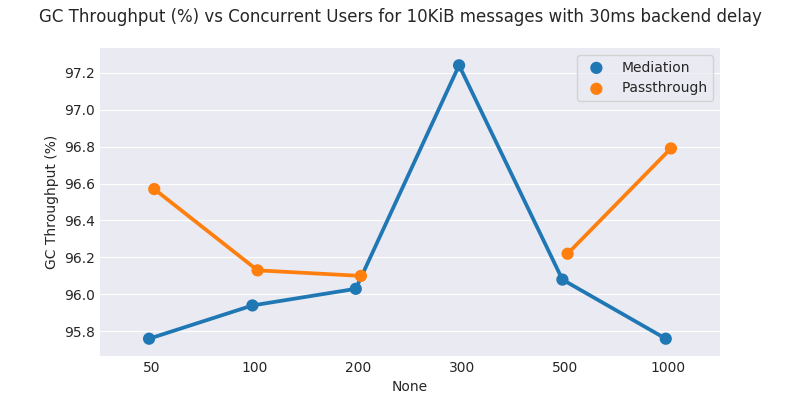 GC Throughput (%) vs Concurrent Users for 10KiB messages with 30ms backend delay
Mediation
Passthrough
GC Throughput (%)
97.2
97.0
96.8
96.6
96.4
96.2
96.0
95.8
50 100 200 300 500 1000
None